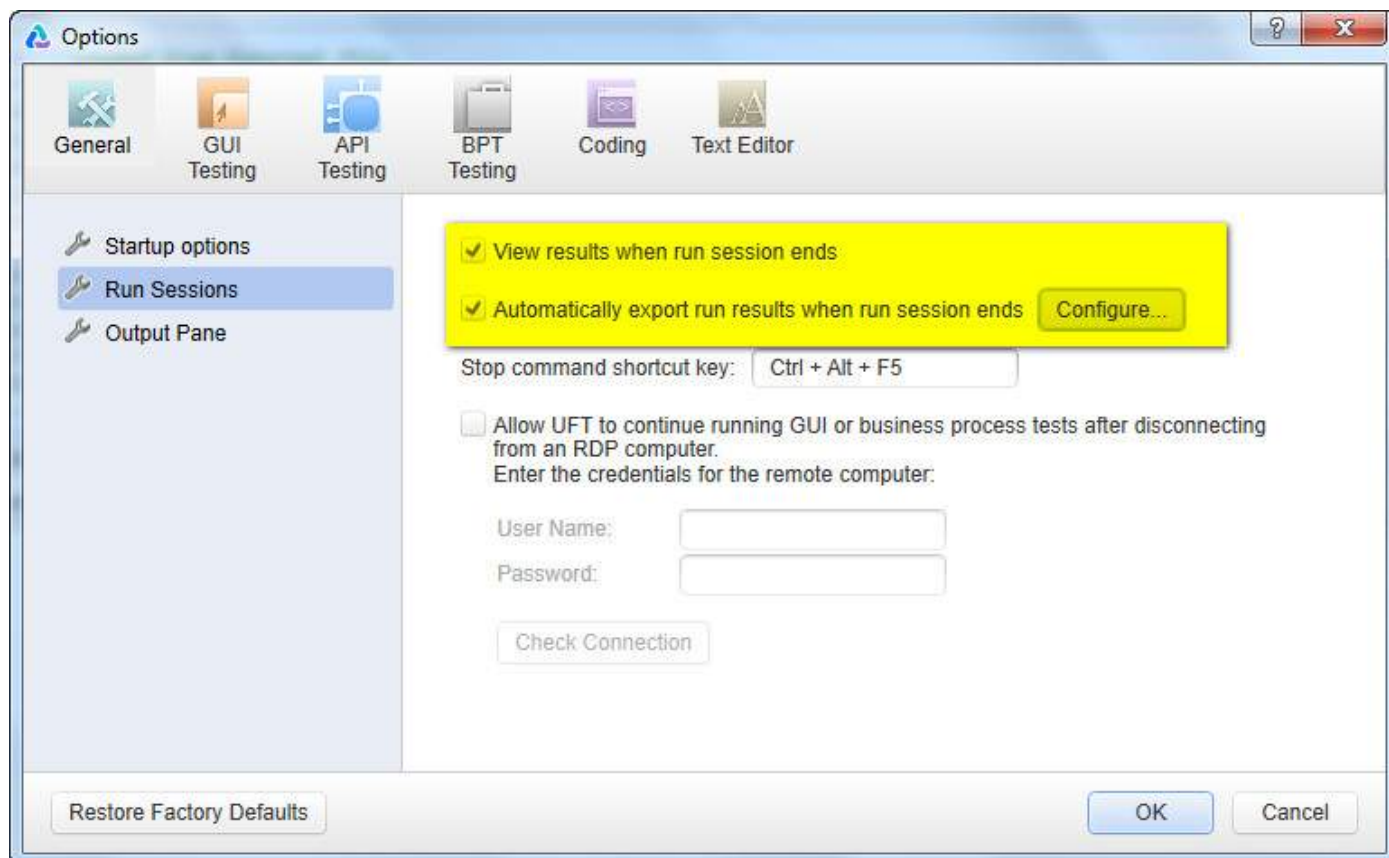 Options
General
GUI
Testing
API
Testing
BPT
Testing
Coding
Text Editor
Startup options
Run Sessions
Output Pane
View results when run session ends
Automatically export run results when run session ends Configure...
Stop command shortcut key: Ctrl + Alt + F5
Allow UFT to continue running GUI or business process tests after disconnecting
from an RDP computer.
Enter the credentials for the remote computer:
User Name:
Password:
Check Connection
Restore Factory Defaults
OK
Cancel